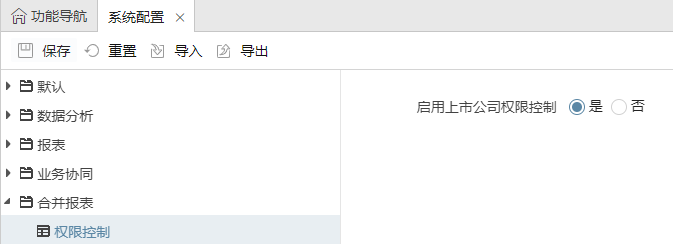 功能导航 系统配置
保存 重置 导入 导出
默认
数据分析
报表
业务协同
合并报表
权限控制
启用上市公司权限控制 是 否